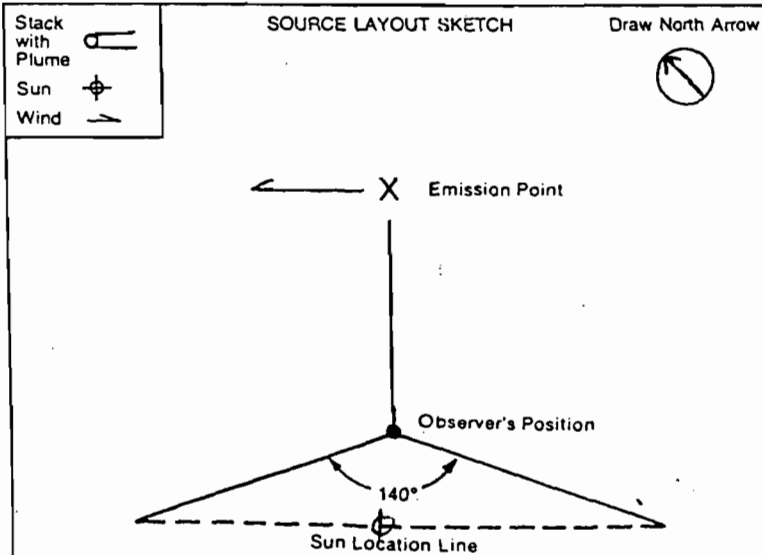 Stack
with
Plume
Sun
Wind
SOURCE LAYOUT SKETCH
Draw North Arrow
X Emission Point
Observer's Position
140°
Sun Location Line